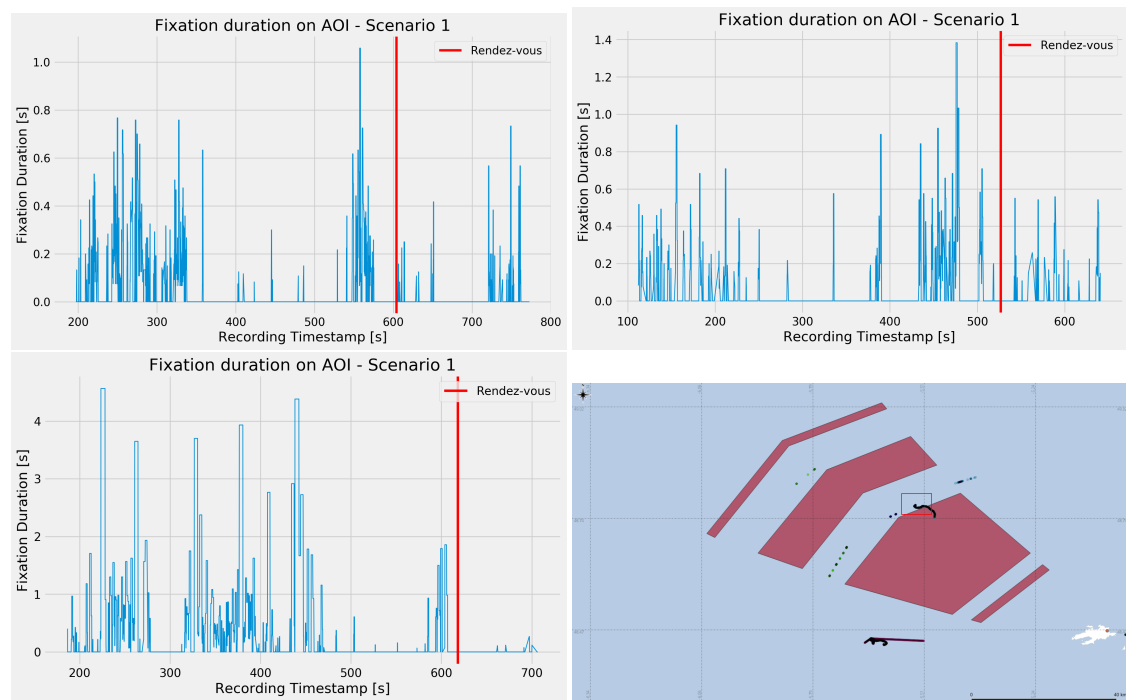 Fixation duration on AOI - Scenario 1
Rendez-vous
Fixation Duration [s]
1.0
0.8
0.6
0.4
0.2
0.0
200 300 400 500 600 700 800
Recording Timestamp [s]
Fixation duration on AOI - Scenario 1
Rendez-vous
Fixation Duration [s]
1.4
1.2
1.0
0.8
0.6
0.4
0.2
0.0
100 200 300 400 500 600
Recording Timestamp [s]
Fixation duration on AOI - Scenario 1
Rendez-vous
Fixation Duration [s]
4
3
2
1
0
200 300 400 500 600 700
Recording Timestamp [s]